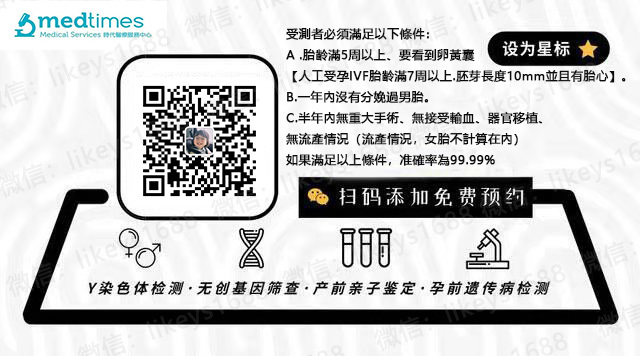 medtimes
Medical Services 時代醫療服務中心
受測者必須滿足以下條件：
A .胎齡滿5周以上、要看到卵黃囊
设为星标
【人工受孕IVF胎齡滿7周以上.胚芽長度10mm並且有胎心】。
B.一年內沒有分娩過男胎。
C.半年內無重大手術、無接受輸血、器官移植、
無流產情況（流產情況，女胎不計算在內）
如果滿足以上條件，准確率為99.99%
扫码添加免费预约
Y染色体检测·无创基因筛查·产前亲子鉴定·孕前遗传病检测
微信：likeys1688